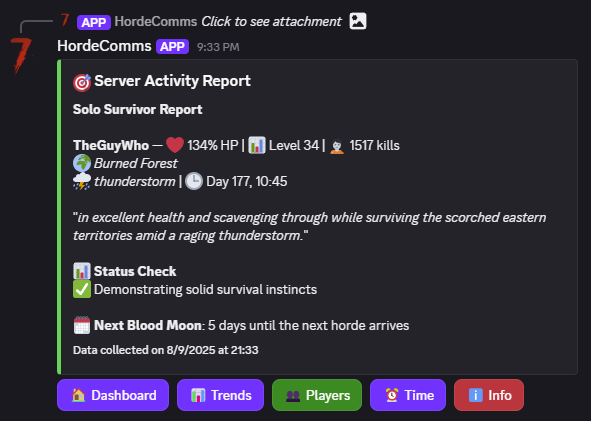 APP HordeComms Click to see attachment
HordeComms APP 9:33 PM
Server Activity Report
Solo Survivor Report
TheGuyWho — ❤️ 134% HP | 📊 Level 34 | 🧟 1517 kills
🌍 Burned Forest
⛈️ thunderstorm | 🕒 Day 177, 10:45
"in excellent health and scavenging through while surviving the scorched eastern
territories amid a raging thunderstorm."
📊 Status Check
✅ Demonstrating solid survival instincts
📅 Next Blood Moon: 5 days until the next horde arrives
Data collected on 8/9/2025 at 21:33
🏠 Dashboard 📊 Trends 👥 Players ⏰ Time ℹ️ Info